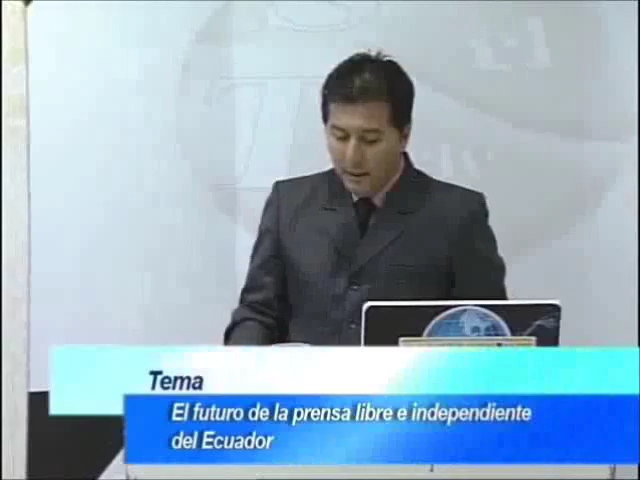 Tema
El futuro de la prensa libre e independiente
del Ecuador